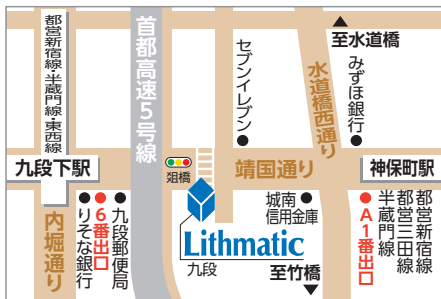 都営新宿線・半蔵門線・東西線
首都高速5号線
セブンイレブン
至水道橋
水道橋西通り
みずほ銀行
九段下駅
俎橋
靖国通り
神保町駅
内堀通り
りそな銀行
6番出口
九段郵便局
Lithmatic
九段
城南
信用金庫
至竹橋
A1番出口
半蔵門線
都営三田線
都営新宿線